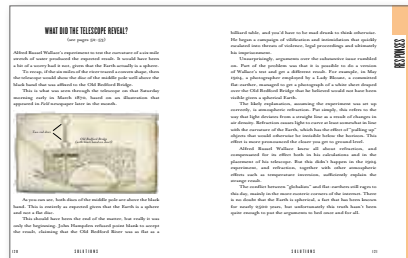 WHAT DID THE TELESCOPE REVEAL?
(see pages 52–53)
Alfred Russel Wallace's experiment to test the curvature of a six-mile
stretch of water produced the expected result. It would have been
a bit of a worry had it not, given that the Earth actually is a sphere.
To recap, if the six miles of the river traced a convex shape, then
the telescope would show the disc of the middle pole well above the
black band that was affixed to the Old Bedford Bridge.
This is what was seen through the telescope on that Saturday
morning early in March 1870, based on an illustration that
appeared in Field newspaper later in the month.
Old Bedford Bridge
As you can see, both discs of the middle pole are above the black
band. This is entirely as expected given that the Earth is a sphere
and not a flat disc.
This should have been the end of the matter, but really it was
only the beginning. John Hampden refused point blank to accept
the result, claiming that the Old Bedford River was as flat as a
SOLUTIONS
billiard table, and you'd have to be mad drunk to think otherwise.
He began a campaign of vilification and intimidation that quickly
escalated into threats of violence, legal proceedings and ultimately
his imprisonment.
Unsurprisingly, arguments over the substantive issue rumbled
on. Part of the problem was that it is possible to do a version
of Wallace's test and get a different result. For example, in May
1904, a photographer employed by Lady Blount, a committed
flat-earther, managed to get a photograph of a white sheet draped
over the Old Bedford Bridge that he believed would not have been
visible given a spherical Earth.
The likely explanation, assuming the experiment was set up
correctly, is atmospheric refraction. Put simply, this refers to the
way that light deviates from a straight line as a result of changes in
air density. Refraction causes light to curve at least somewhat in line
with the curvature of the Earth, which has the effect of "pulling up"
objects that would otherwise be invisible below the horizon. This
effect is more pronounced the closer you get to ground level.
Alfred Russel Wallace knew all about refraction, and
compensated for its effect both in his calculations and in the
placement of his telescope. But this didn't happen in the 1904
experiment, and refraction, together with other atmospheric
effects such as temperature inversion, sufficiently explain the
strange result.
The conflict between "globulists" and flat-earthers still rages to
this day, mainly in the more esoteric corners of the internet. There
is no doubt that the Earth is spherical, a fact that has been known
for nearly 2500 years, but unfortunately this truth hasn't been
quite enough to put the arguments to bed once and for all.
SOLUTIONS
RESPONSES